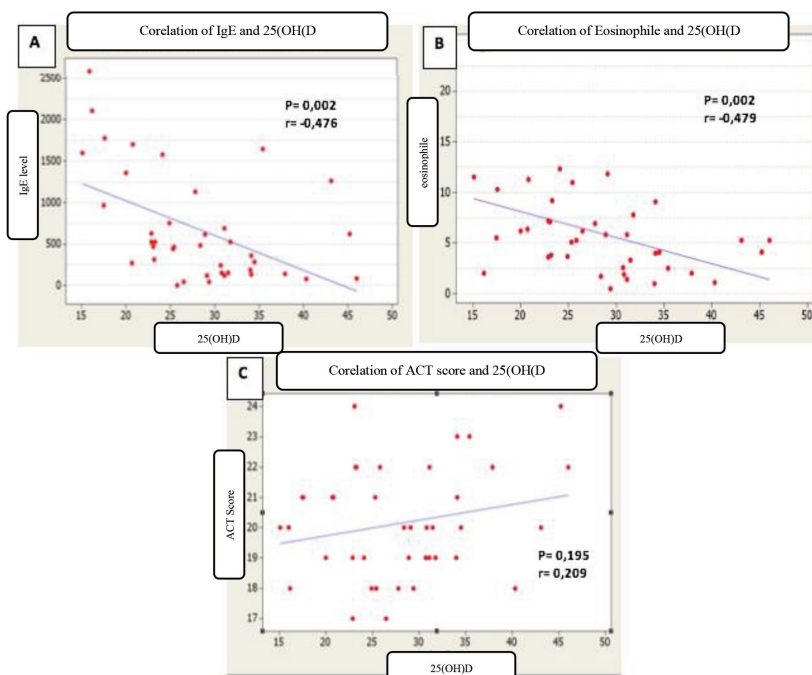 A
Corelation of IgE and 25(OH(D
P= 0,002
r= -0,476
IgE level
2500
2000
1500
1000
500
0
15 20 25 30 35 40 45 50
25(OH)D
B
Corelation of Eosinophile and 25(OH(D
P= 0,002
r= -0,479
eosinophile
20
15
10
5
0
15 20 25 30 35 40 45 50
25(OH)D
C
Corelation of ACT score and 25(OH(D
P= 0,195
r= 0,209
ACT Score
24
23
22
21
20
19
18
17
15 20 25 30 35 40 45 50
25(OH)D